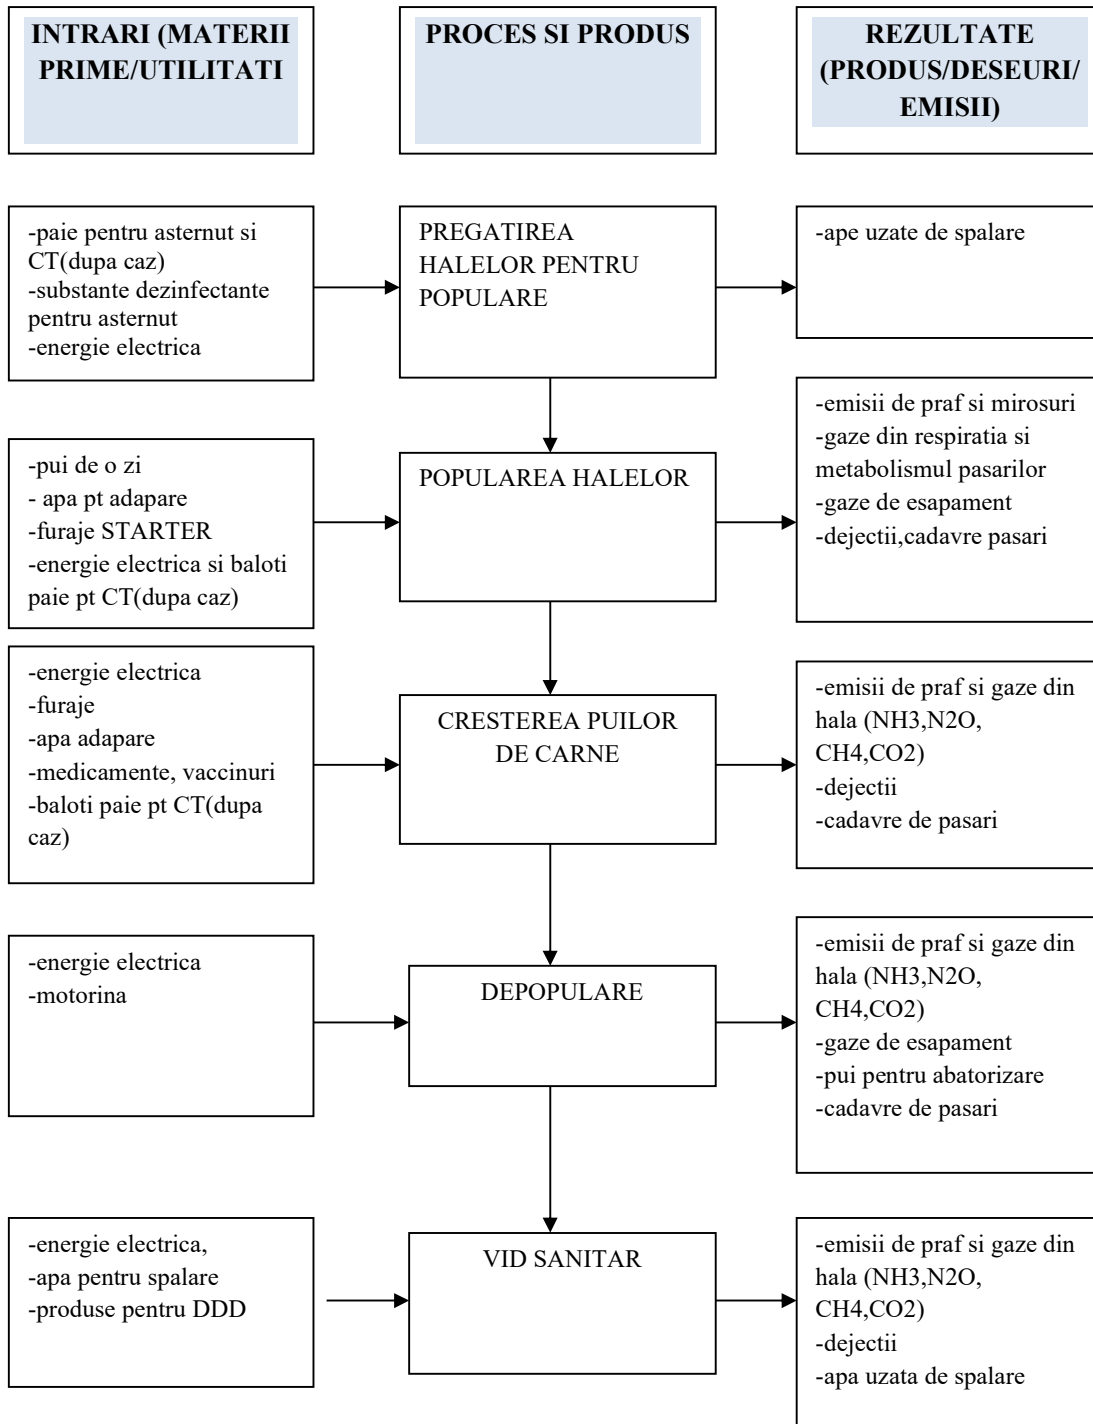 INTRARI (MATERII
PRIME/UTILITATI
PROCES SI PRODUS
REZULTATE
(PRODUS/DESEURI/
EMISII)
-paie pentru asternut si
CT(dupa caz)
-substante dezinfectante
pentru asternut
-energie electrica
PREGATIREA
HALELOR PENTRU
POPULARE
-ape uzate de spalare
-pui de o zi
- apa pt adapare
-furaje STARTER
-energie electrica si baloti
paie pt CT(dupa caz)
POPULAREA HALELOR
-emisii de praf si mirosuri
-gaze din respiratia si
metabolismul pasarilor
-gaze de esapament
-dejectii,cadavre pasari
-energie electrica
-furaje
-apa adapare
-medicamente, vaccinuri
-baloti paie pt CT(dupa
caz)
CRESTEREA PUILOR
DE CARNE
-emisii de praf si gaze din
hala (NH3,N2O,
CH4,CO2)
-dejectii
-cadavre de pasari
-energie electrica
-motorina
DEPOPULARE
-emisii de praf si gaze din
hala (NH3,N2O,
CH4,CO2)
-gaze de esapament
-pui pentru abatorizare
-cadavre de pasari
-energie electrica,
-apa pentru spalare
-produse pentru DDD
VID SANITAR
-emisii de praf si gaze din
hala (NH3,N2O,
CH4,CO2)
-dejectii
-apa uzata de spalare